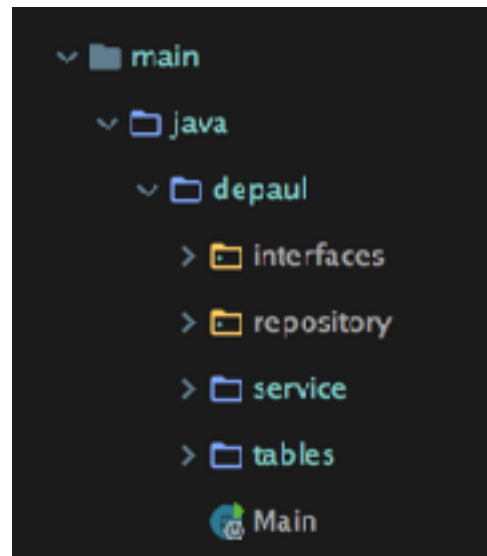 main
java
depaul
interfaces
repository
service
tables
Main